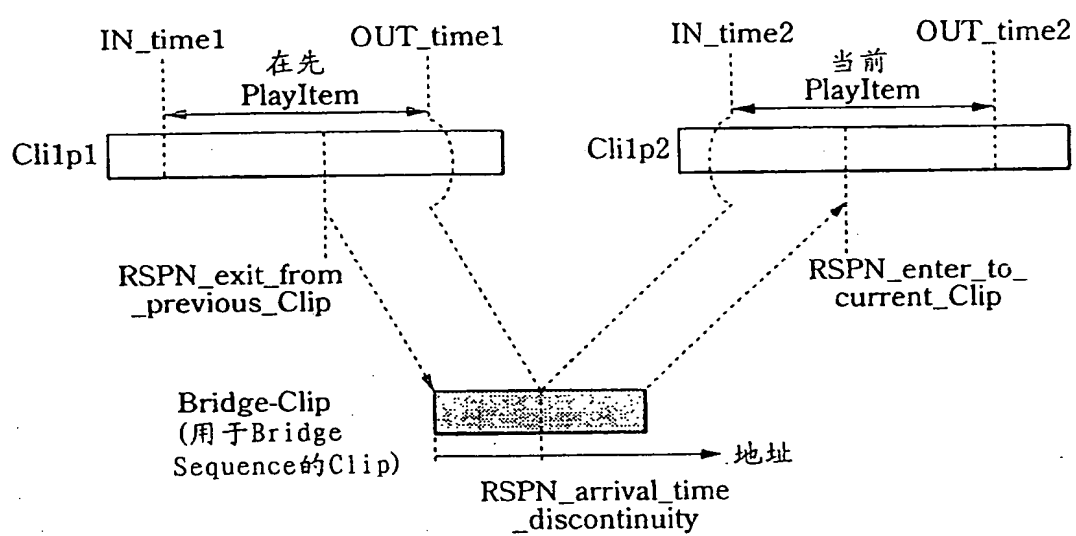 IN_time1
OUT_time1
在先
PlayItem
Cli1p1
IN_time2
OUT_time2
当前
PlayItem
Cli1p2
RSPN_exit_from
_previous_Clip
RSPN_enter_to_
current_Clip
Bridge-Clip
(用于Bridge
Sequence的Clip)
地址
RSPN_arrival_time
_discontinuity